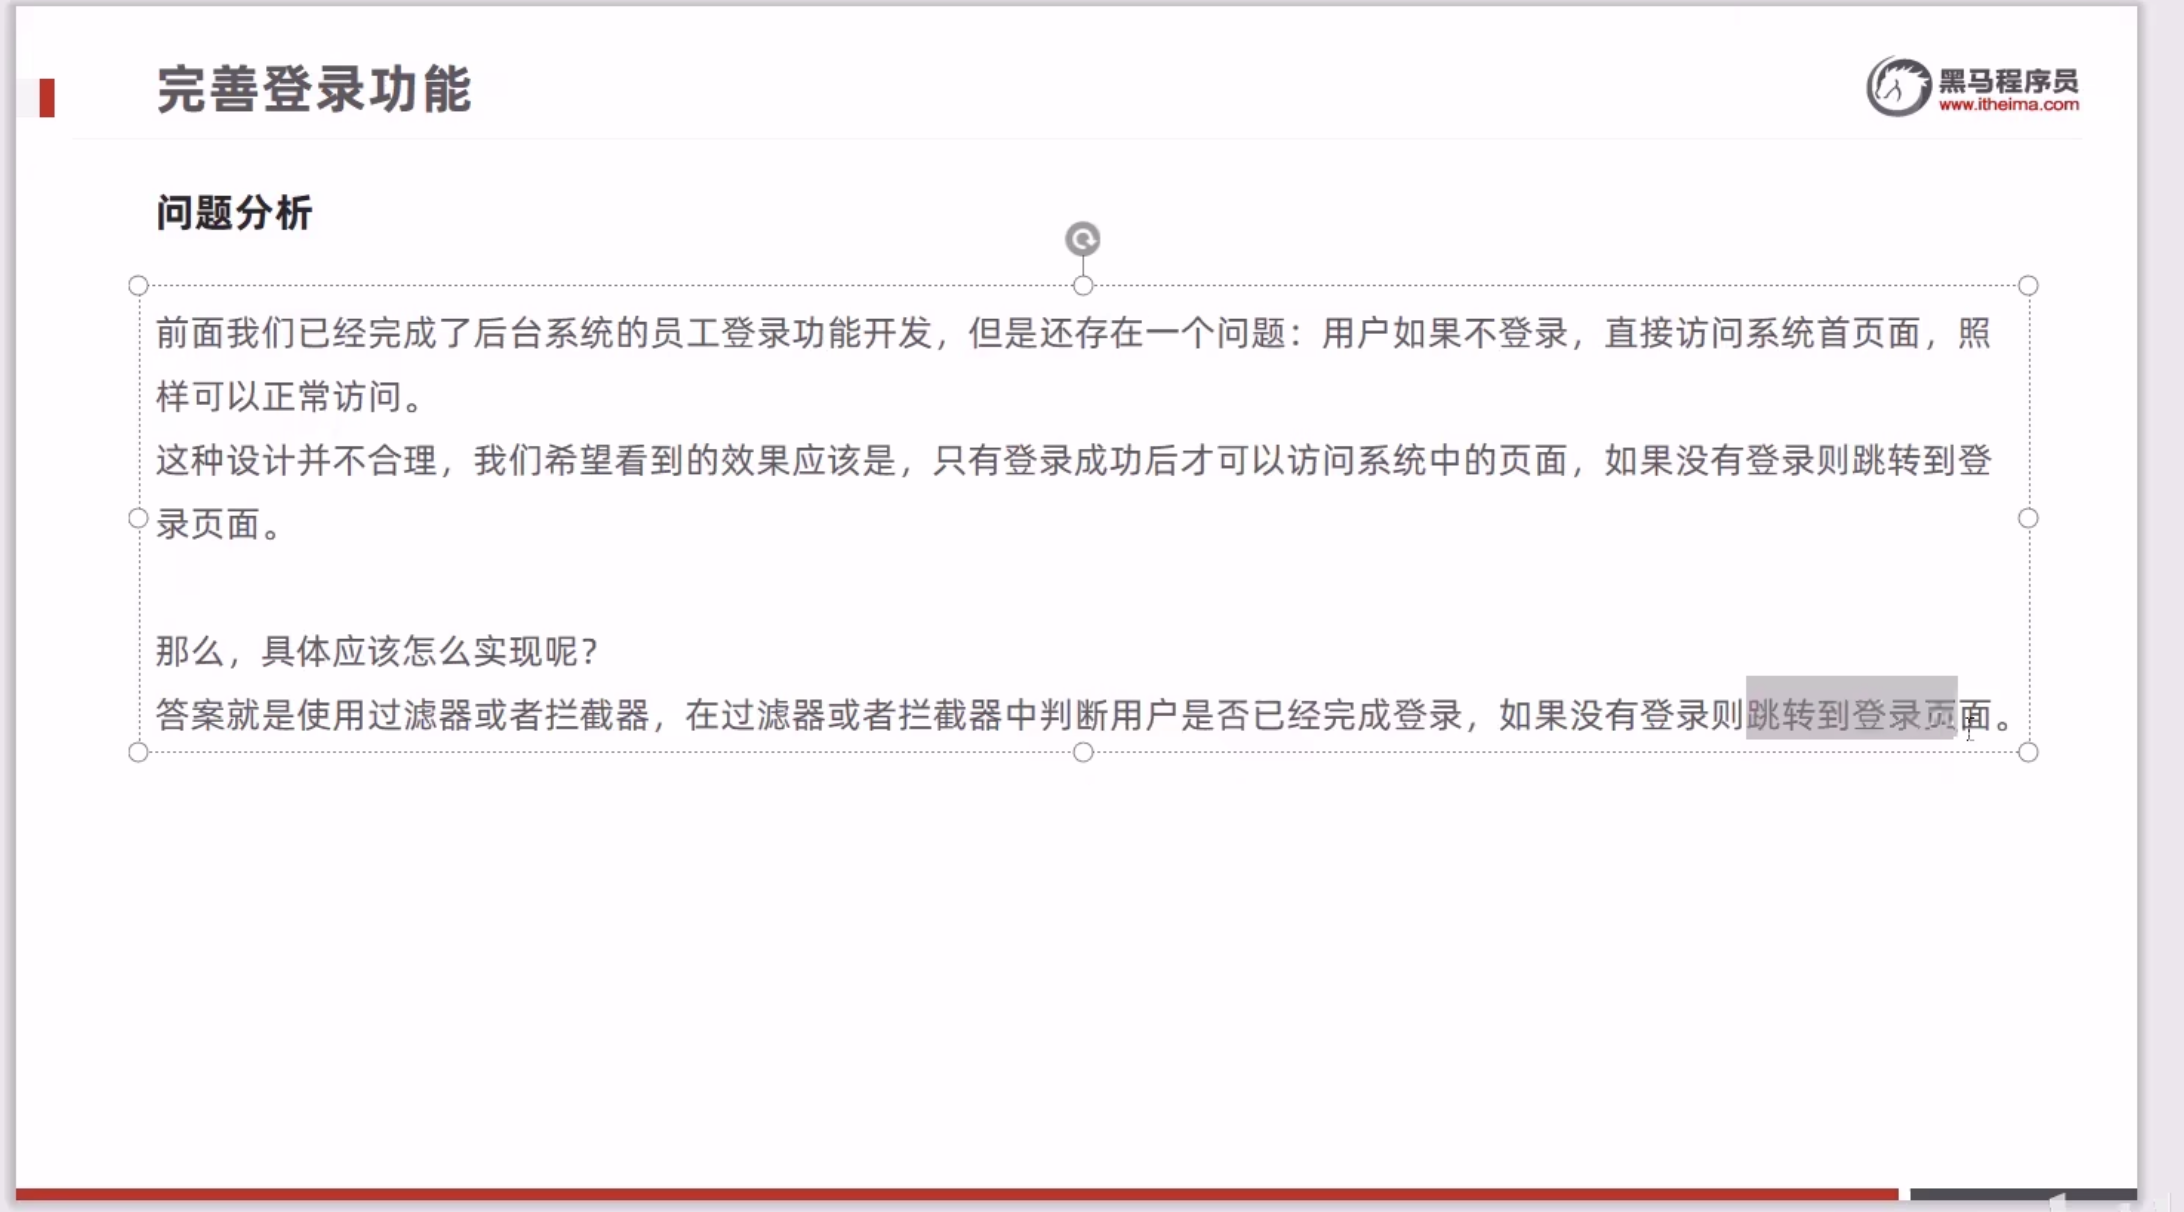 完善登录功能
黑马程序员
www.itheima.com
问题分析
前面我们已经完成了后台系统的员工登录功能开发，但是还存在一个问题：用户如果不登录，直接访问系统首页面，照
样可以正常访问。
这种设计并不合理，我们希望看到的效果应该是，只有登录成功后才可以访问系统中的页面，如果没有登录则跳转到登
录页面。
那么，具体应该怎么实现呢？
答案就是使用过滤器或者拦截器，在过滤器或者拦截器中判断用户是否已经完成登录，如果没有登录则跳转到登录页面。